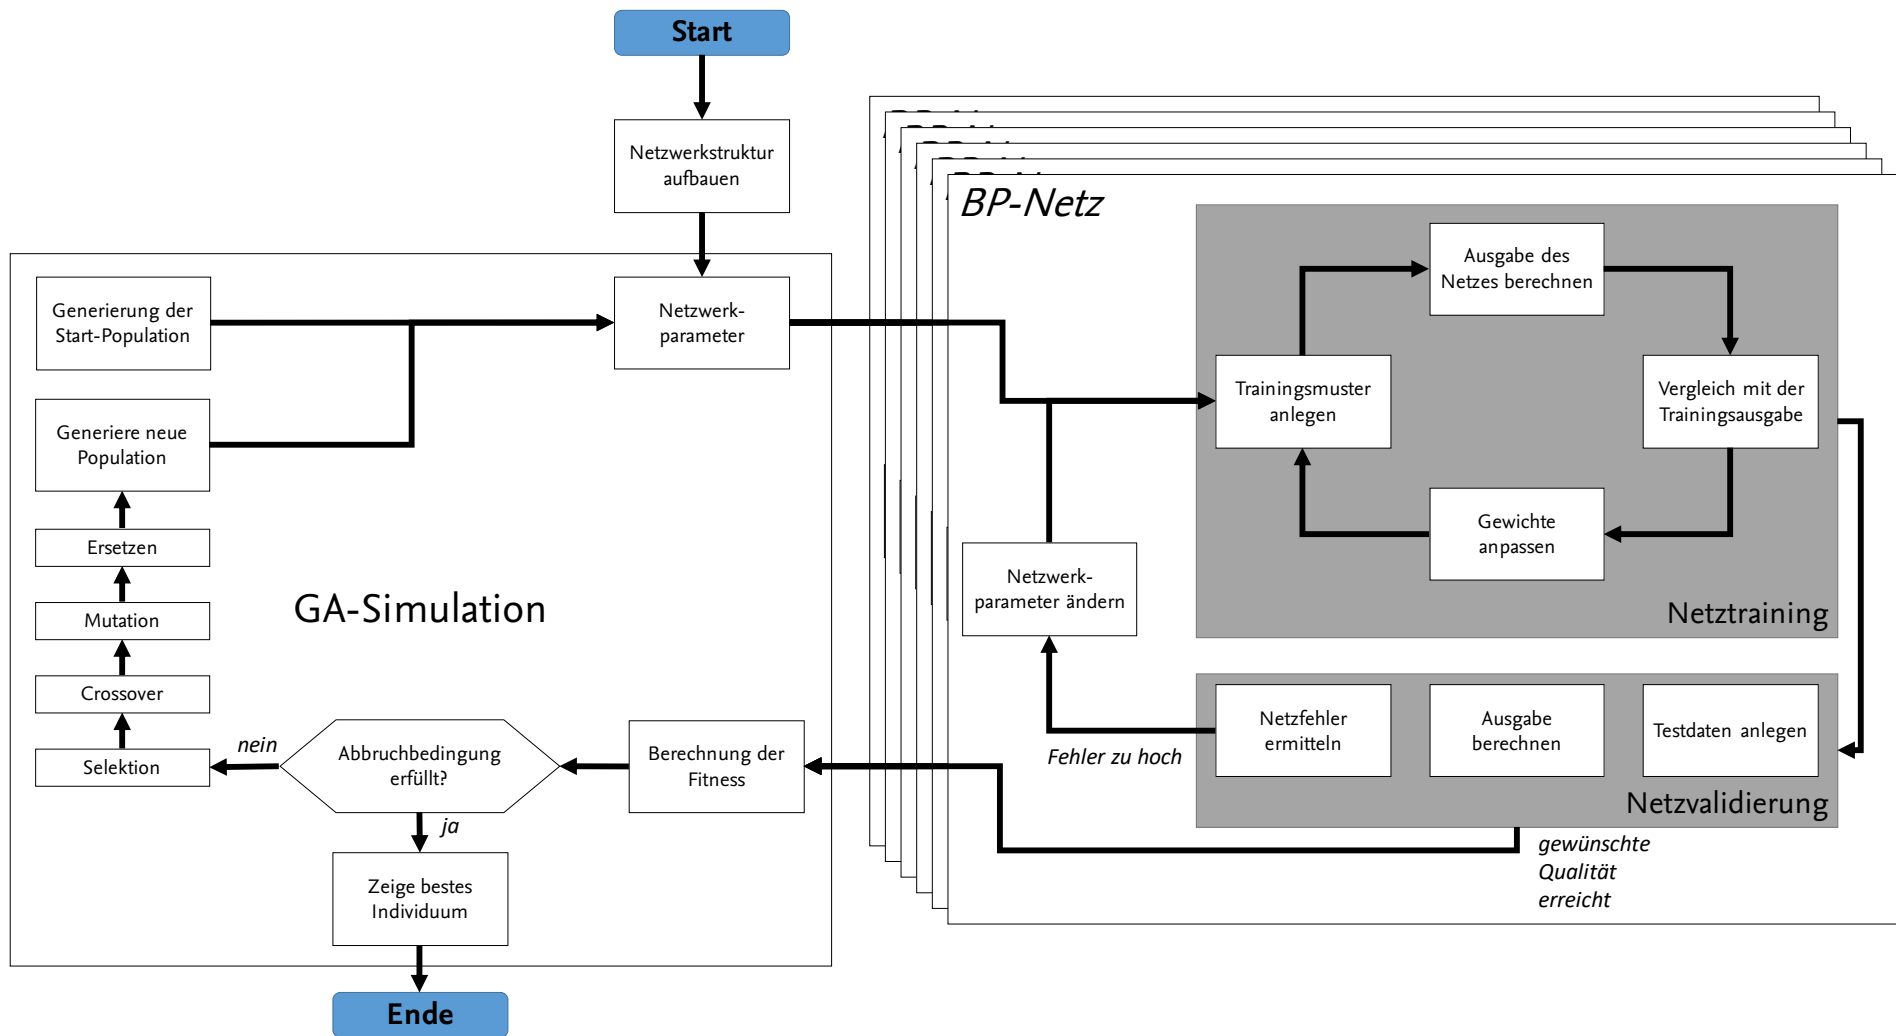 Start
Netzwerkstruktur
aufbauen
BP-Netz
Generierung der
Start-Population
Netzwerk-
parameter
Ausgabe des
Netzes berechnen
Trainingsmuster
anlegen
Vergleich mit der
Trainingsausgabe
Generiere neue
Population
Gewichte
anpassen
Ersetzen
Netzwerk-
parameter ändern
Mutation
GA-Simulation
Netztraining
Crossover
Selektion
nein
Abbruchbedingung
erfüllt?
ja
Berechnung der
Fitness
Fehler zu hoch
Netzfehler
ermitteln
Ausgabe
berechnen
Testdaten anlegen
Netzvalidierung
gewünschte
Qualität
erreicht
Zeige bestes
Individuum
Ende